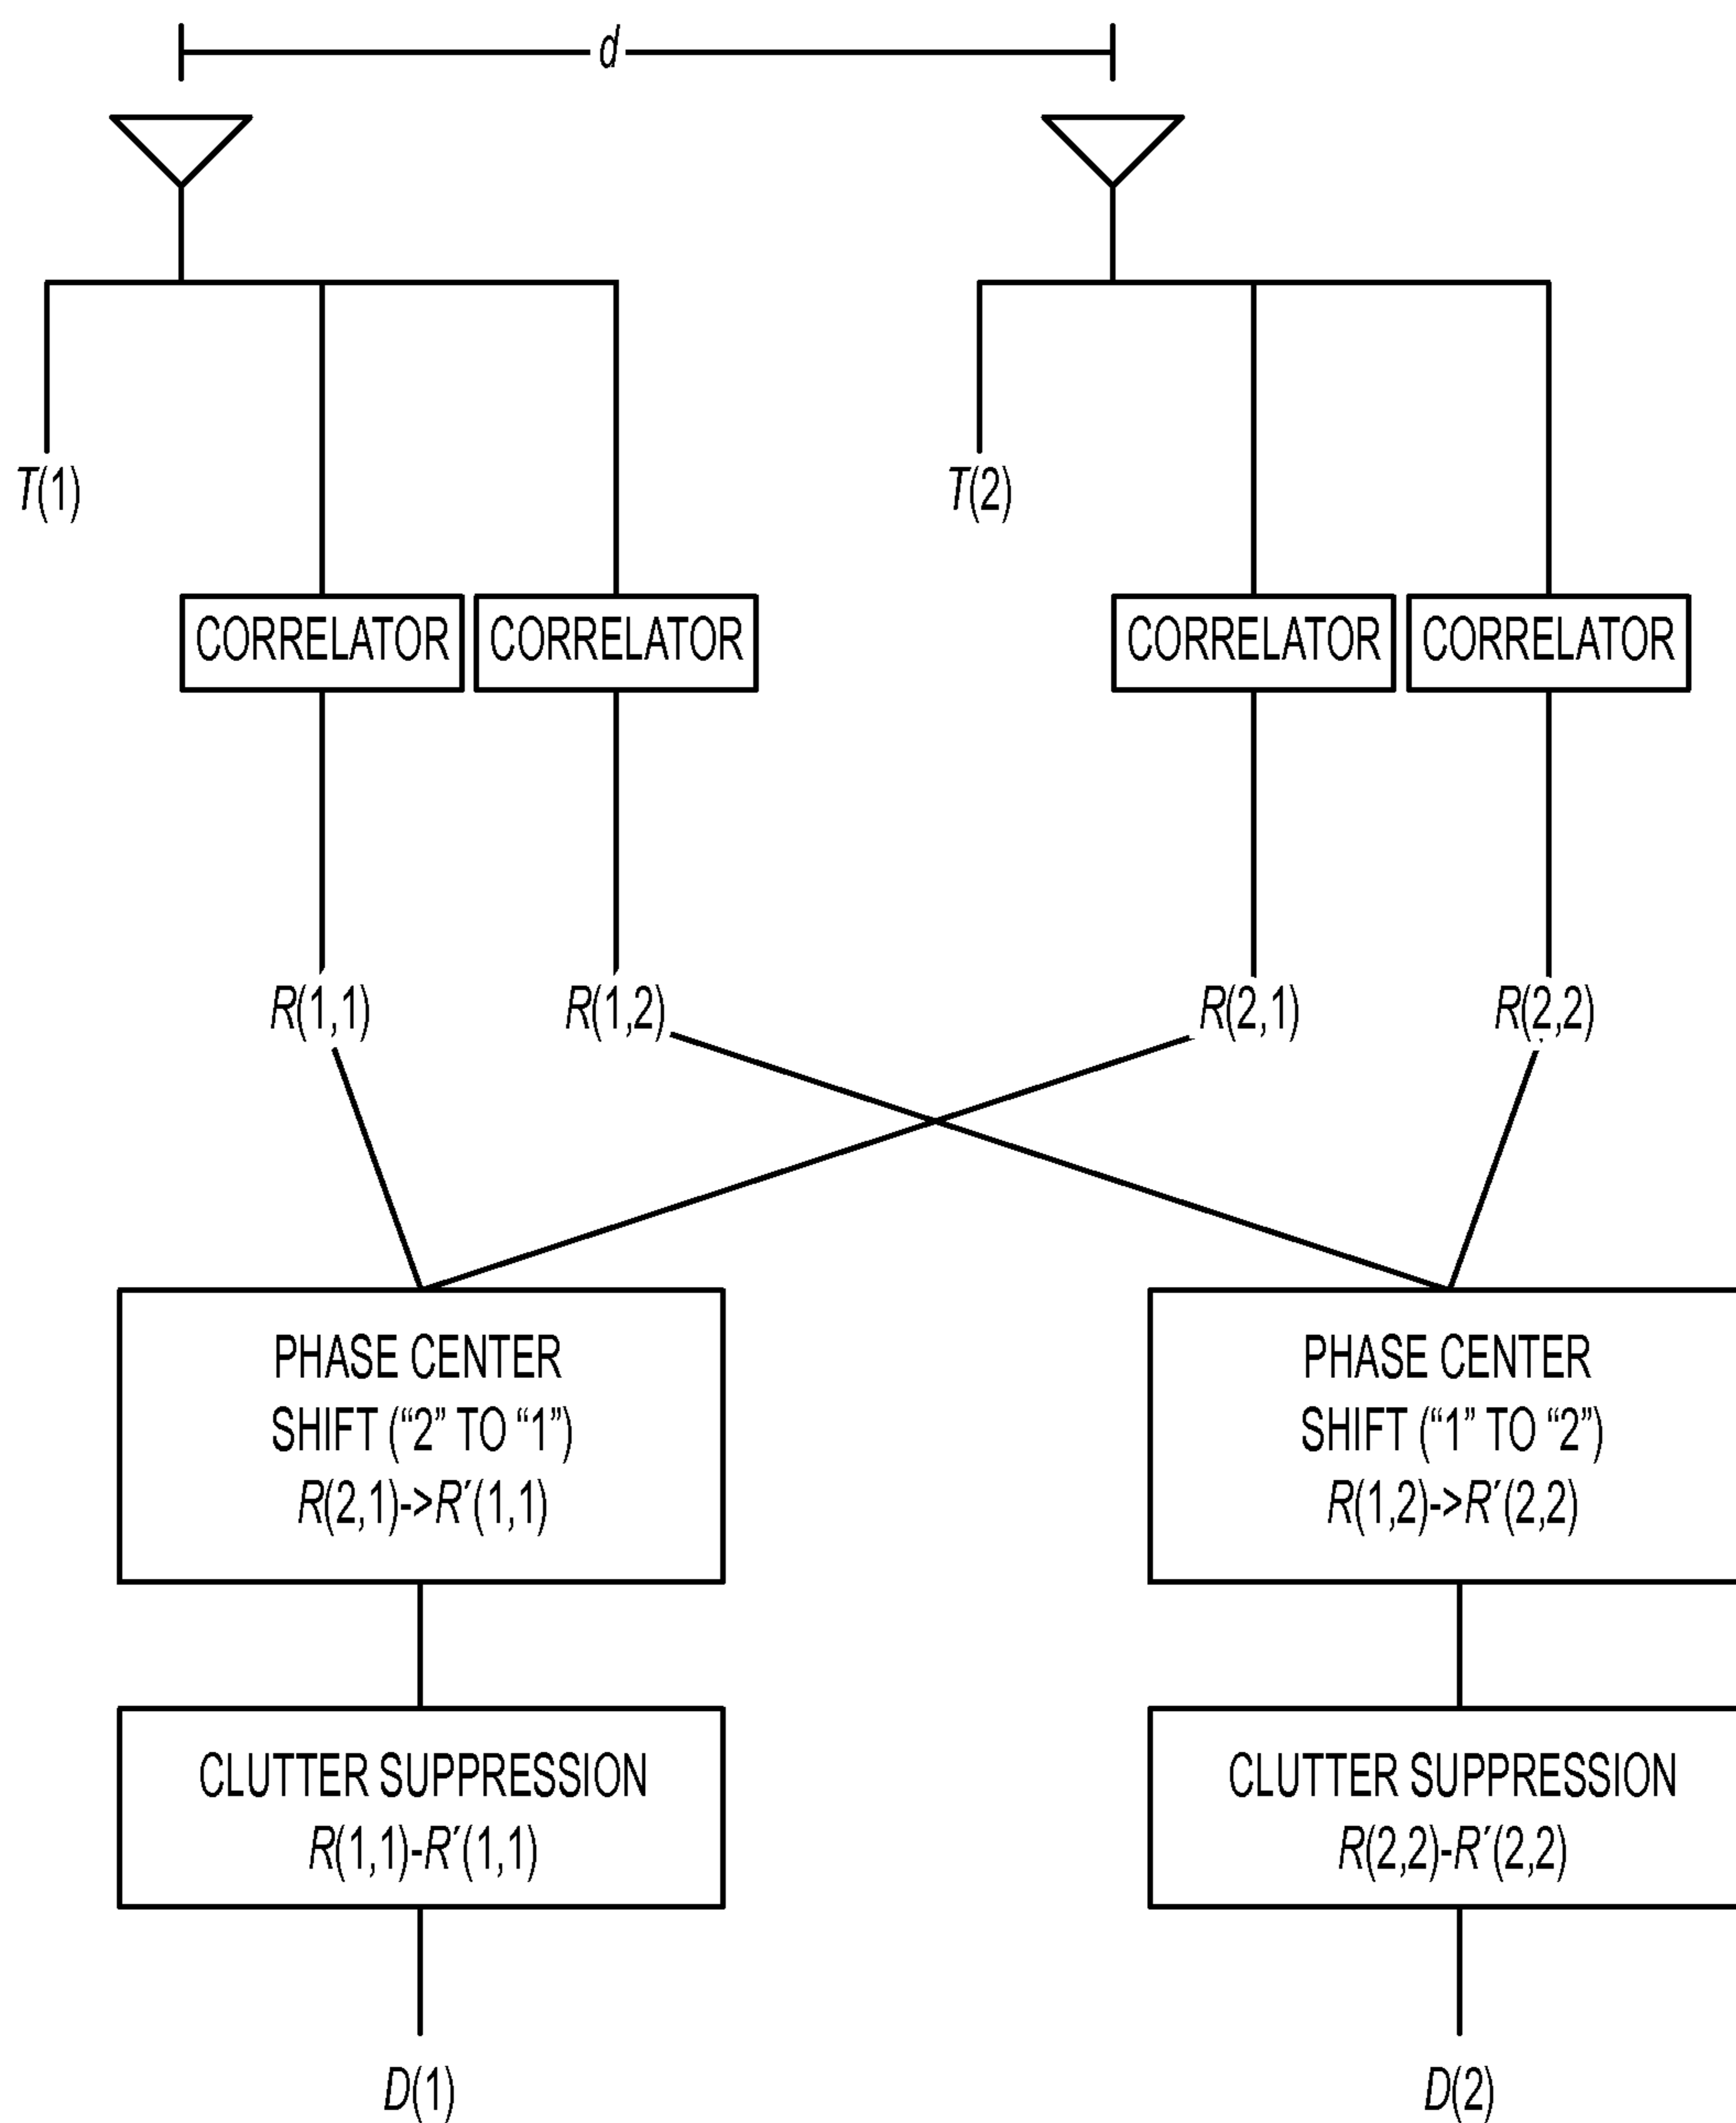 d
T(1)
T(2)
CORRELATOR
CORRELATOR
CORRELATOR
CORRELATOR
R(1,1)
R(1,2)
R(2,1)
R(2,2)
PHASE CENTER
SHIFT (“2” TO “1”)
R(2,1)->R′(1,1)
PHASE CENTER
SHIFT (“1” TO “2”)
R(1,2)->R′(2,2)
CLUTTER SUPPRESSION
R(1,1)-R′(1,1)
CLUTTER SUPPRESSION
R(2,2)-R′(2,2)
D(1)
D(2)